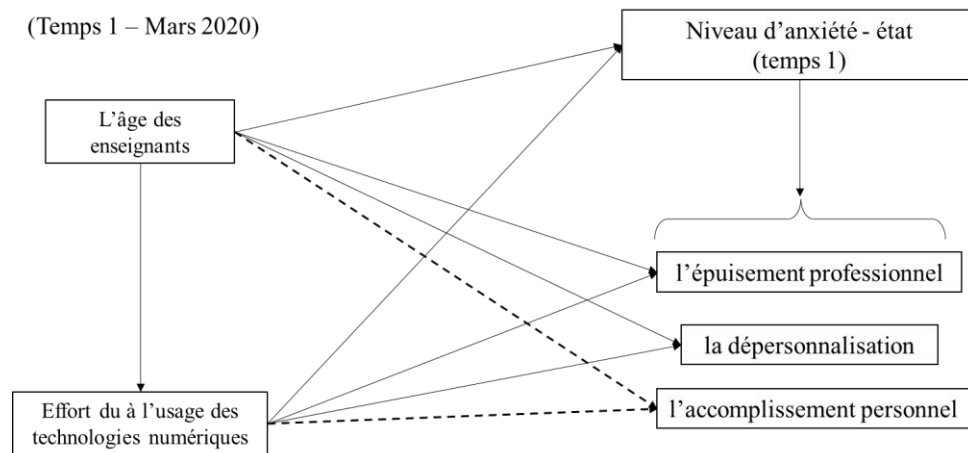 (Temps 1 – Mars 2020)
Niveau d’anxiété - état
(temps 1)
L’âge des
enseignants
l’épuisement professionnel
la dépersonnalisation
Effort du à l’usage des
technologies numériques
l’accomplissement personnel